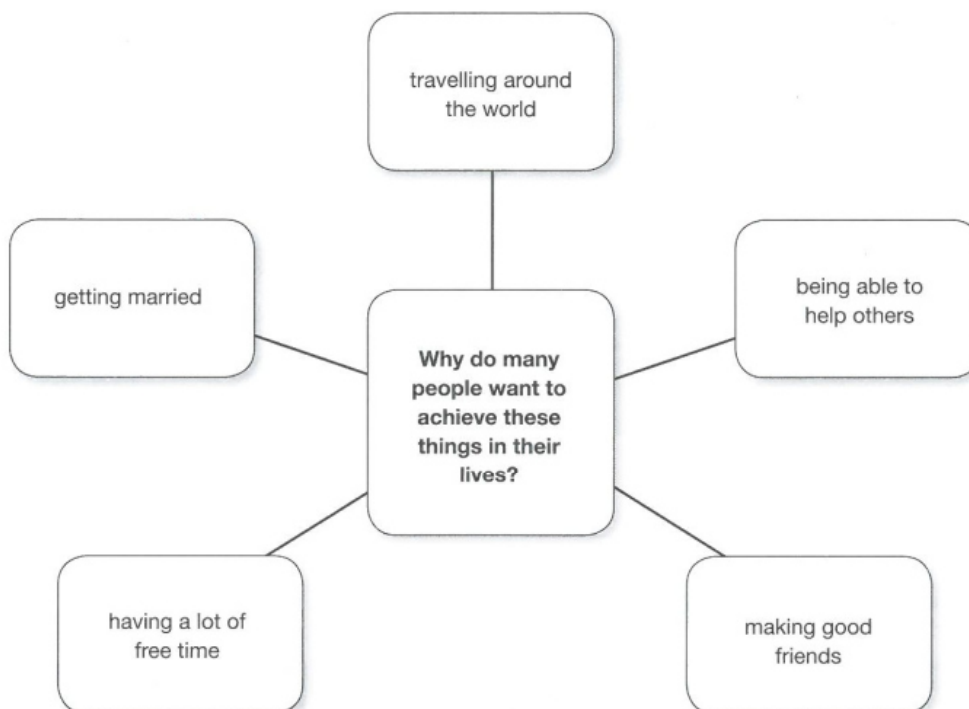 travelling around
the world
getting married
being able to
help others
Why do many
people want to
achieve these
things in their
lives?
having a lot of
free time
making good
friends